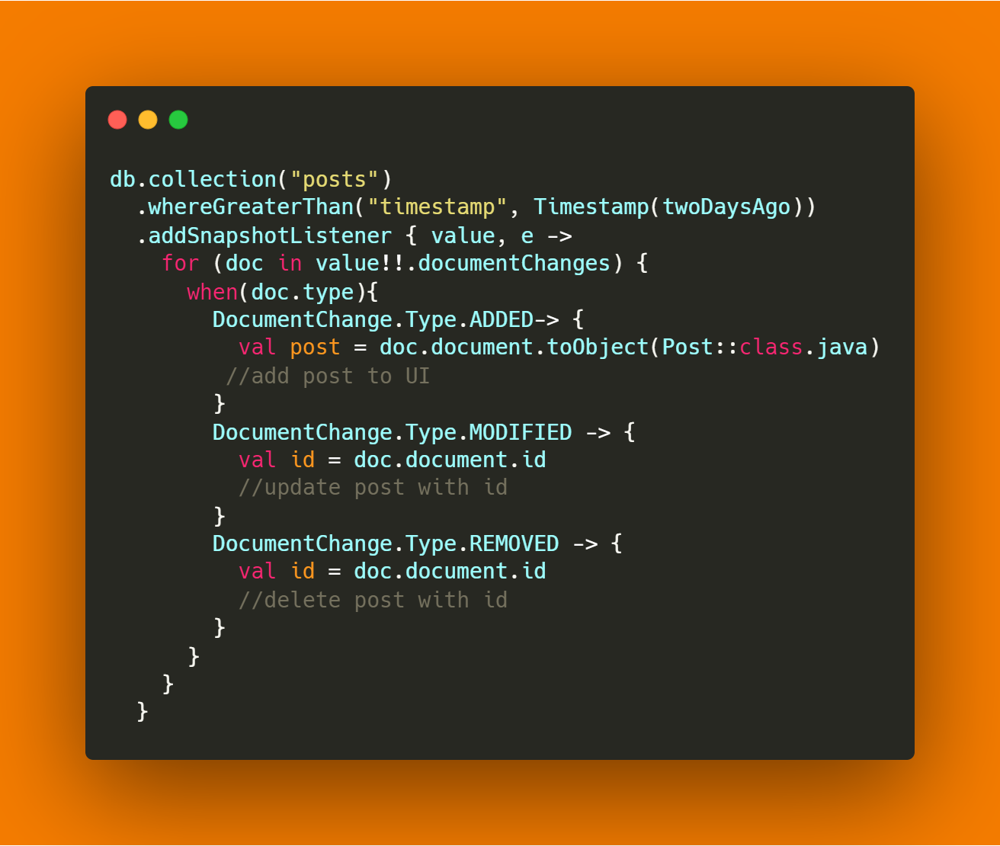 db.collection("posts")
  .whereGreaterThan("timestamp", Timestamp(twoDaysAgo))
  .addSnapshotListener { value, e ->
    for (doc in value!!.documentChanges) {
      when(doc.type){
        DocumentChange.Type.ADDED-> {
          val post = doc.document.toObject(Post::class.java)
         //add post to UI
        }
        DocumentChange.Type.MODIFIED -> {
          val id = doc.document.id
          //update post with id
        }
        DocumentChange.Type.REMOVED -> {
          val id = doc.document.id
          //delete post with id
        }
      }
    }
  }